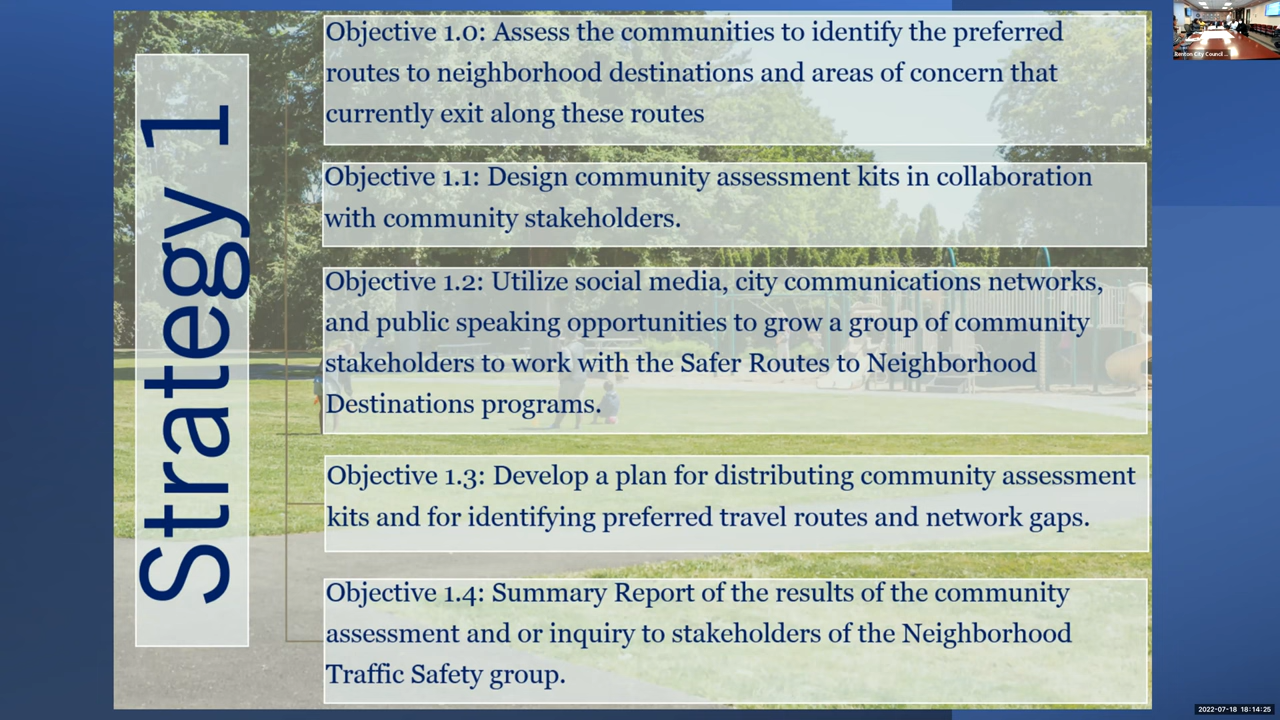 Strategy 1
Objective 1.0: Assess the communities to identify the preferred
routes to neighborhood destinations and areas of concern that
currently exit along these routes
Objective 1.1: Design community assessment kits in collaboration
with community stakeholders.
Objective 1.2: Utilize social media, city communications networks,
and public speaking opportunities to grow a group of community
stakeholders to work with the Safer Routes to Neighborhood
Destinations programs.
Objective 1.3: Develop a plan for distributing community assessment
kits and for identifying preferred travel routes and network gaps.
Objective 1.4: Summary Report of the results of the community
assessment and or inquiry to stakeholders of the Neighborhood
Traffic Safety group.
Renton City Council ...
2022-07-18 18:14:25